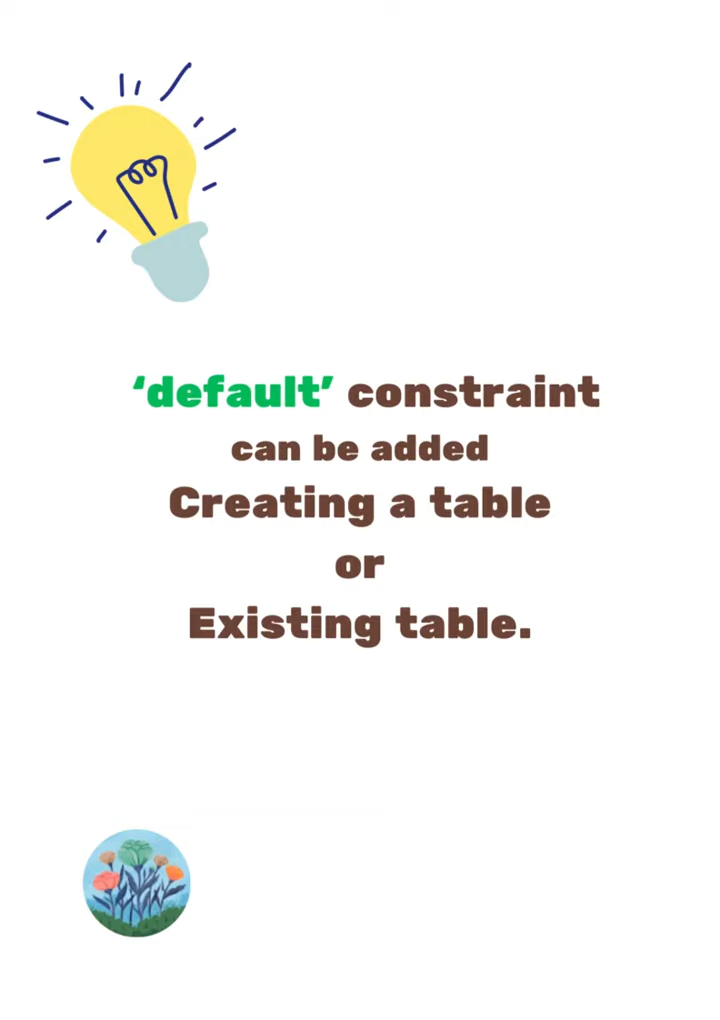 ‘default’ constraint
can be added
Creating a table
or
Existing table.